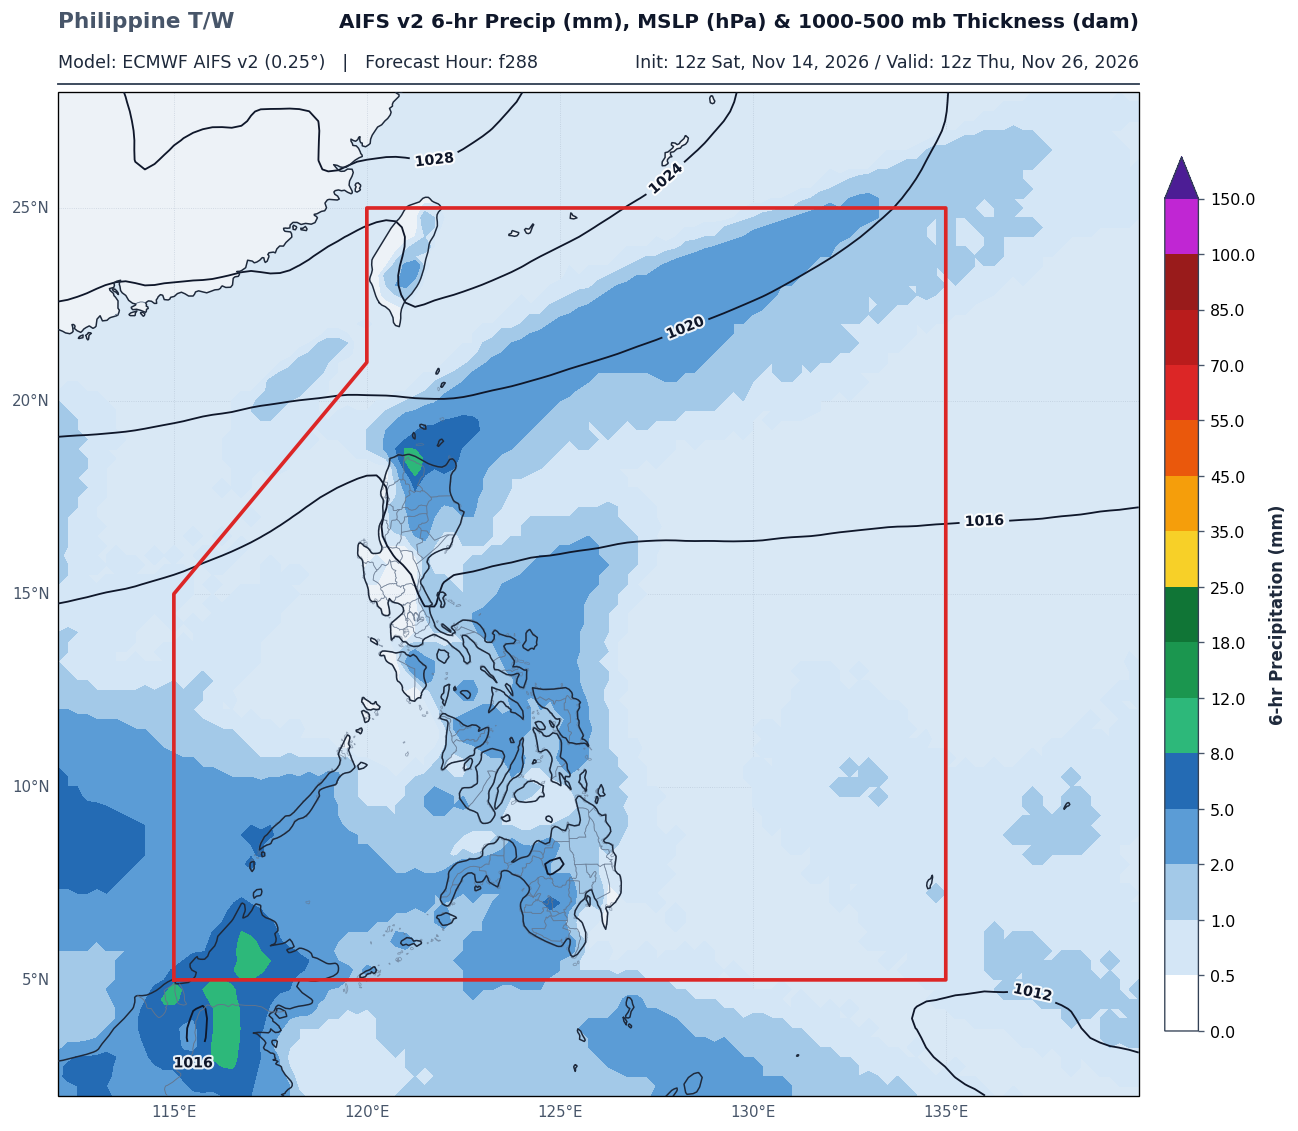 Philippine T/W
AIFS v2 6-hr Precip (mm), MSLP (hPa) & 1000-500 mb Thickness (dam)
Model: ECMWF AIFS v2 (0.25°)   |   Forecast Hour: f288
Init: 12z Sat, Nov 14, 2026 / Valid: 12z Thu, Nov 26, 2026
1028
1024
1020
1016
1012
1016
25°N
20°N
15°N
10°N
5°N
115°E
120°E
125°E
130°E
135°E
150.0
100.0
85.0
70.0
55.0
45.0
35.0
25.0
18.0
12.0
8.0
5.0
2.0
1.0
0.5
0.0
6-hr Precipitation (mm)